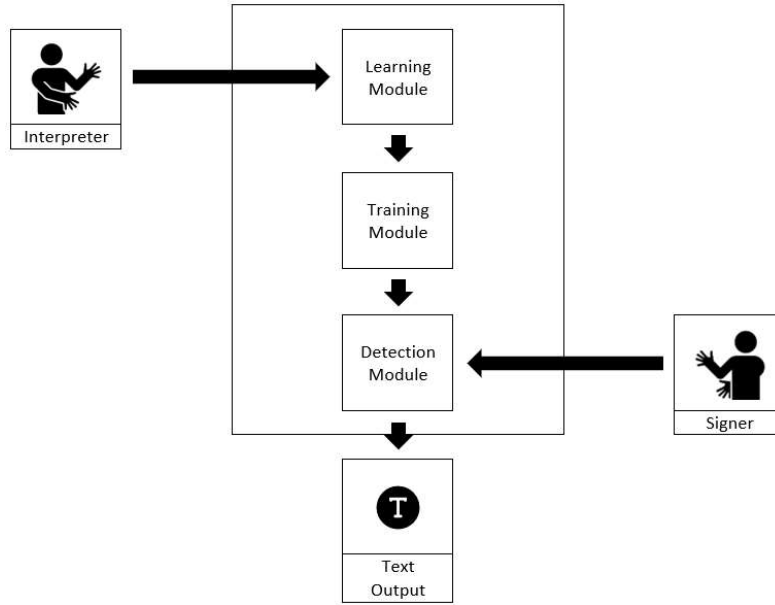 Learning
Module
Interpreter
Training
Module
Detection
Module
Signer
T
Text
Output